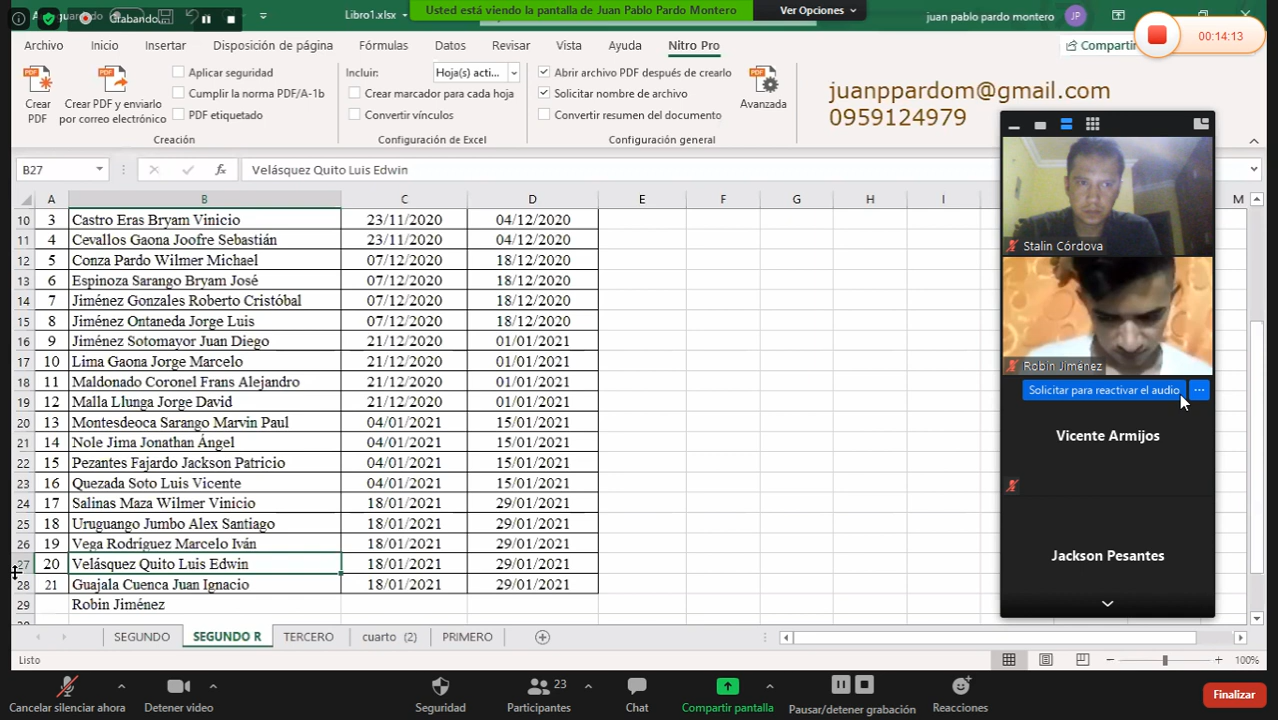 Grabando...
Libro1.xlsx
Usted está viendo la pantalla de Juan Pablo Pardo Montero
Ver Opciones
juan pablo pardo montero
JP
00:14:13
Archivo Inicio Insertar Disposición de página Fórmulas Datos Revisar Vista Ayuda Nitro Pro
Compartir
Crear PDF
Crear PDF y enviarlo por correo electrónico
Aplicar seguridad
Cumplir la norma PDF/A-1b
PDF etiquetado
Creación
Incluir: Hoja(s) acti...
Crear marcador para cada hoja
Convertir vínculos
Configuración de Excel
Abrir archivo PDF después de crearlo
Solicitar nombre de archivo
Convertir resumen del documento
Configuración general
Avanzada
juanppardom@gmail.com
0959124979
B27 fx Velásquez Quito Luis Edwin
A B C D E F G H I M
10 3 Castro Eras Bryam Vinicio 23/11/2020 04/12/2020
11 4 Cevallos Gaona Joofre Sebastián 23/11/2020 04/12/2020
12 5 Conza Pardo Wilmer Michael 07/12/2020 18/12/2020
13 6 Espinoza Sarango Bryam José 07/12/2020 18/12/2020
14 7 Jiménez Gonzales Roberto Cristóbal 07/12/2020 18/12/2020
15 8 Jiménez Ontaneda Jorge Luis 07/12/2020 18/12/2020
16 9 Jiménez Sotomayor Juan Diego 21/12/2020 01/01/2021
17 10 Lima Gaona Jorge Marcelo 21/12/2020 01/01/2021
18 11 Maldonado Coronel Frans Alejandro 21/12/2020 01/01/2021
19 12 Malla Llunga Jorge David 21/12/2020 01/01/2021
20 13 Montesdeoca Sarango Marvin Paul 04/01/2021 15/01/2021
21 14 Nole Jima Jonathan Ángel 04/01/2021 15/01/2021
22 15 Pezantes Fajardo Jackson Patricio 04/01/2021 15/01/2021
23 16 Quezada Soto Luis Vicente 04/01/2021 15/01/2021
24 17 Salinas Maza Wilmer Vinicio 18/01/2021 29/01/2021
25 18 Uruguango Jumbo Alex Santiago 18/01/2021 29/01/2021
26 19 Vega Rodríguez Marcelo Iván 18/01/2021 29/01/2021
27 20 Velásquez Quito Luis Edwin 18/01/2021 29/01/2021
28 21 Guajala Cuenca Juan Ignacio 18/01/2021 29/01/2021
29 Robin Jiménez
Stalin Córdova
Robin Jiménez
Solicitar para reactivar el audio ...
Vicente Armijos
Jackson Pesantes
SEGUNDO SEGUNDO R TERCERO cuarto (2) PRIMERO
Listo
100%
Cancelar silenciar ahora
Detener video
Seguridad
23
Participantes
Chat
Compartir pantalla
Pausar/detener grabación
Reacciones
Finalizar